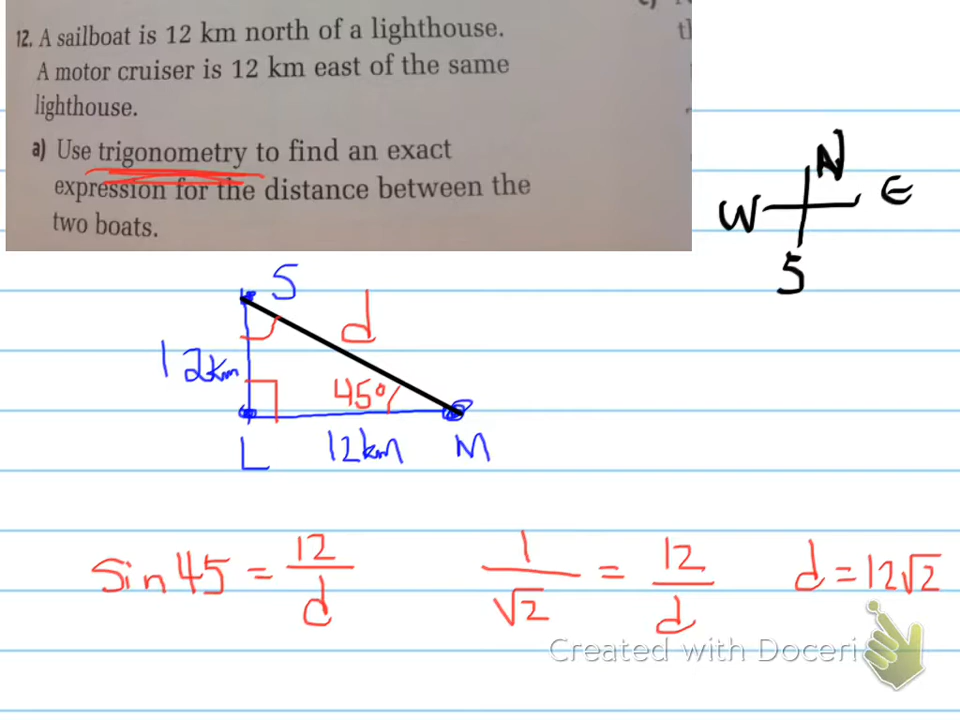 12. A sailboat is 12 km north of a lighthouse.
A motor cruiser is 12 km east of the same
lighthouse.
a) Use trigonometry to find an exact
expression for the distance between the
two boats.
N
W E
S
S
d
12km
45°
L 12km M
Sin 45 = 12/d 1/√2 = 12/d d = 12√2
Created with Doceri